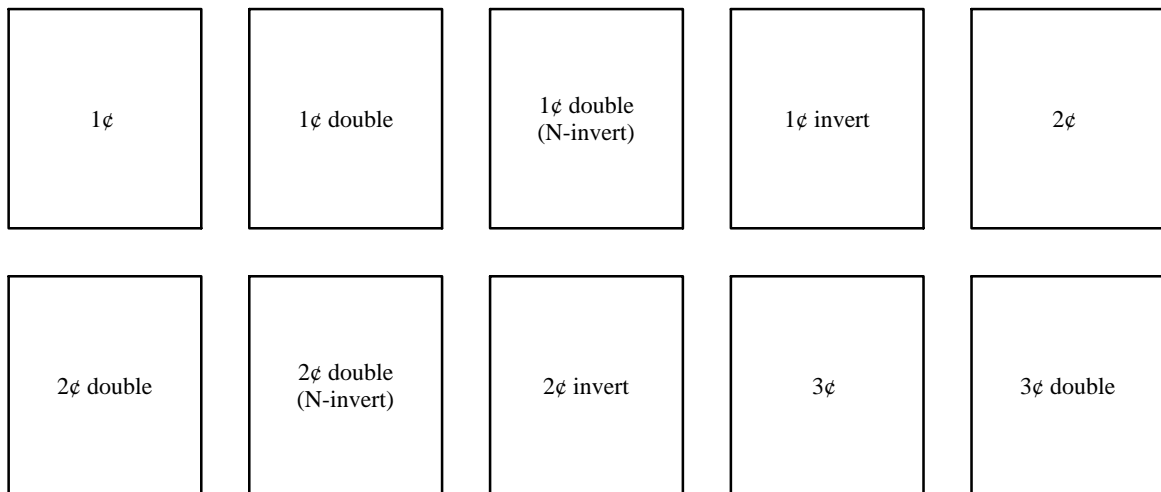 1¢
1¢ double
1¢ double
(N-invert)
1¢ invert
2¢
2¢ double
2¢ double
(N-invert)
2¢ invert
3¢
3¢ double